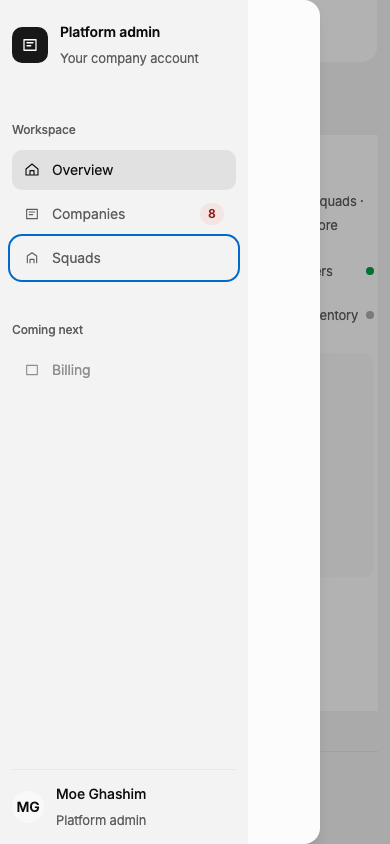 Platform admin
Your company account
Workspace
Overview
Companies 8
Squads
Coming next
Billing
Moe Ghashim
Platform admin
MG
quads ·
ore
ers
entory